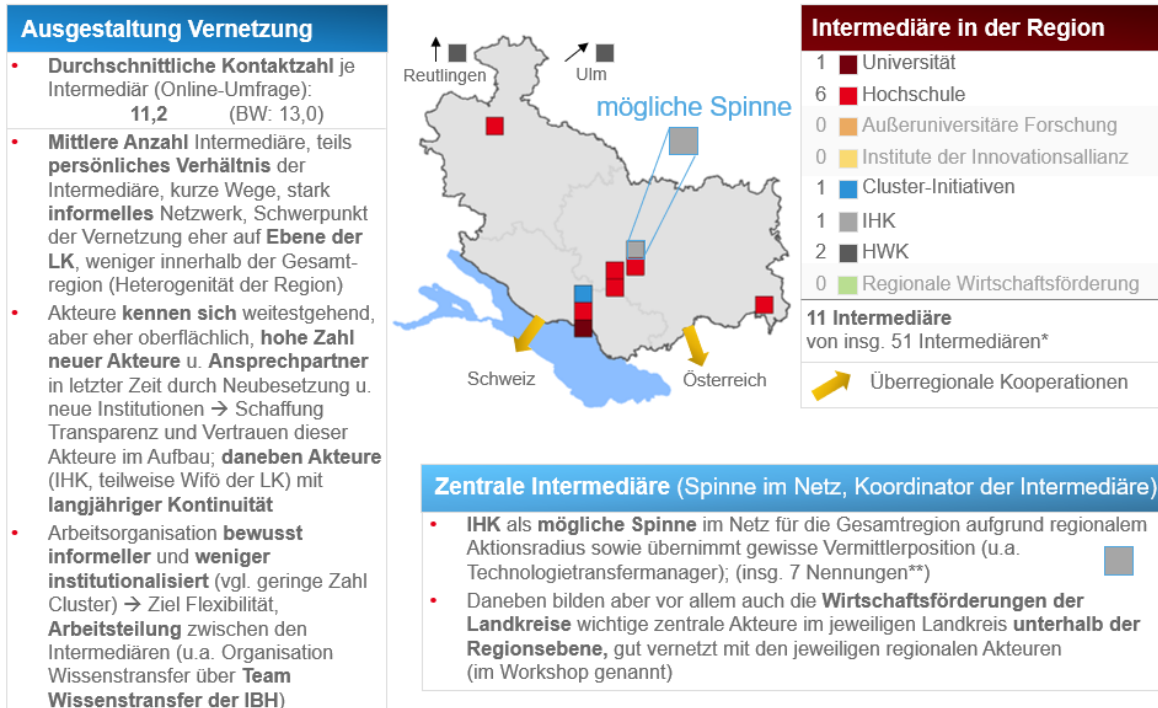 Ausgestaltung Vernetzung
• Durchschnittliche Kontaktzahl je
Intermediär (Online-Umfrage):
11,2 (BW: 13,0)
• Mittlere Anzahl Intermediäre, teils
persönliches Verhältnis der
Intermediäre, kurze Wege, stark
informelles Netzwerk, Schwerpunkt
der Vernetzung eher auf Ebene der
LK, weniger innerhalb der Gesamt-
region (Heterogenität der Region)
• Akteure kennen sich weitestgehend,
aber eher oberflächlich, hohe Zahl
neuer Akteure u. Ansprechpartner
in letzter Zeit durch Neubesetzung u.
neue Institutionen → Schaffung
Transparenz und Vertrauen dieser
Akteure im Aufbau; daneben Akteure
(IHK, teilweise Wifö der LK) mit
langjähriger Kontinuität
• Arbeitsorganisation bewusst
informeller und weniger
institutionalisiert (vgl. geringe Zahl
Cluster) → Ziel Flexibilität,
Arbeitsteilung zwischen den
Intermediären (u.a. Organisation
Wissenstransfer über Team
Wissenstransfer der IBH)
Reutlingen
Ulm
mögliche Spinne
Schweiz
Österreich
Intermediäre in der Region
1 Universität
6 Hochschule
0 Außeruniversitäre Forschung
0 Institute der Innovationsallianz
1 Cluster-Initiativen
1 IHK
2 HWK
0 Regionale Wirtschaftsförderung
11 Intermediäre
von insg. 51 Intermediären*
Überregionale Kooperationen
Zentrale Intermediäre (Spinne im Netz, Koordinator der Intermediäre)
• IHK als mögliche Spinne im Netz für die Gesamtregion aufgrund regionalem
Aktionsradius sowie übernimmt gewisse Vermittlerposition (u.a.
Technologietransfermanager); (insg. 7 Nennungen**)
• Daneben bilden aber vor allem auch die Wirtschaftsförderungen der
Landkreise wichtige zentrale Akteure im jeweiligen Landkreis unterhalb der
Regionsebene, gut vernetzt mit den jeweiligen regionalen Akteuren
(im Workshop genannt)